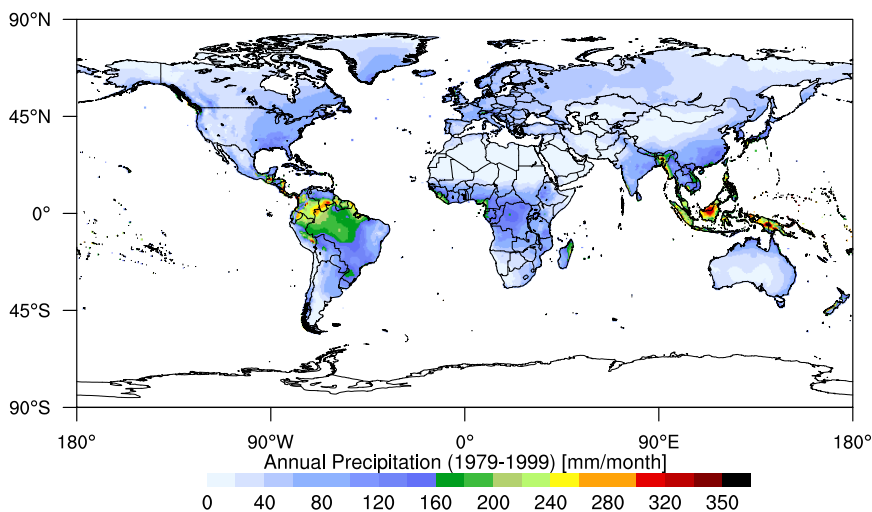 90°N
45°N
0°
45°S
90°S
180° 90°W 0° 90°E 180°
Annual Precipitation (1979-1999) [mm/month]
0 40 80 120 160 200 240 280 320 350